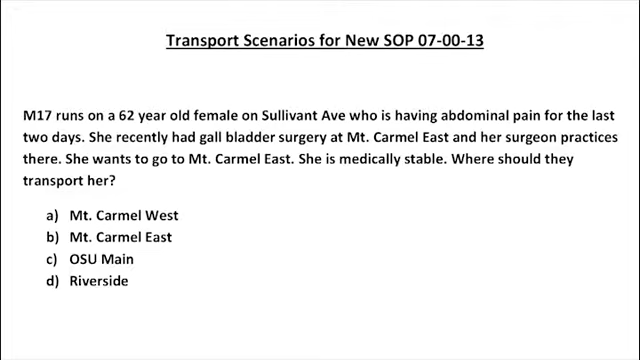 Transport Scenarios for New SOP 07-00-13
M17 runs on a 62 year old female on Sullivant Ave who is having abdominal pain for the last
two days. She recently had gall bladder surgery at Mt. Carmel East and her surgeon practices
there. She wants to go to Mt. Carmel East. She is medically stable. Where should they
transport her?
a) Mt. Carmel West
b) Mt. Carmel East
c) OSU Main
d) Riverside